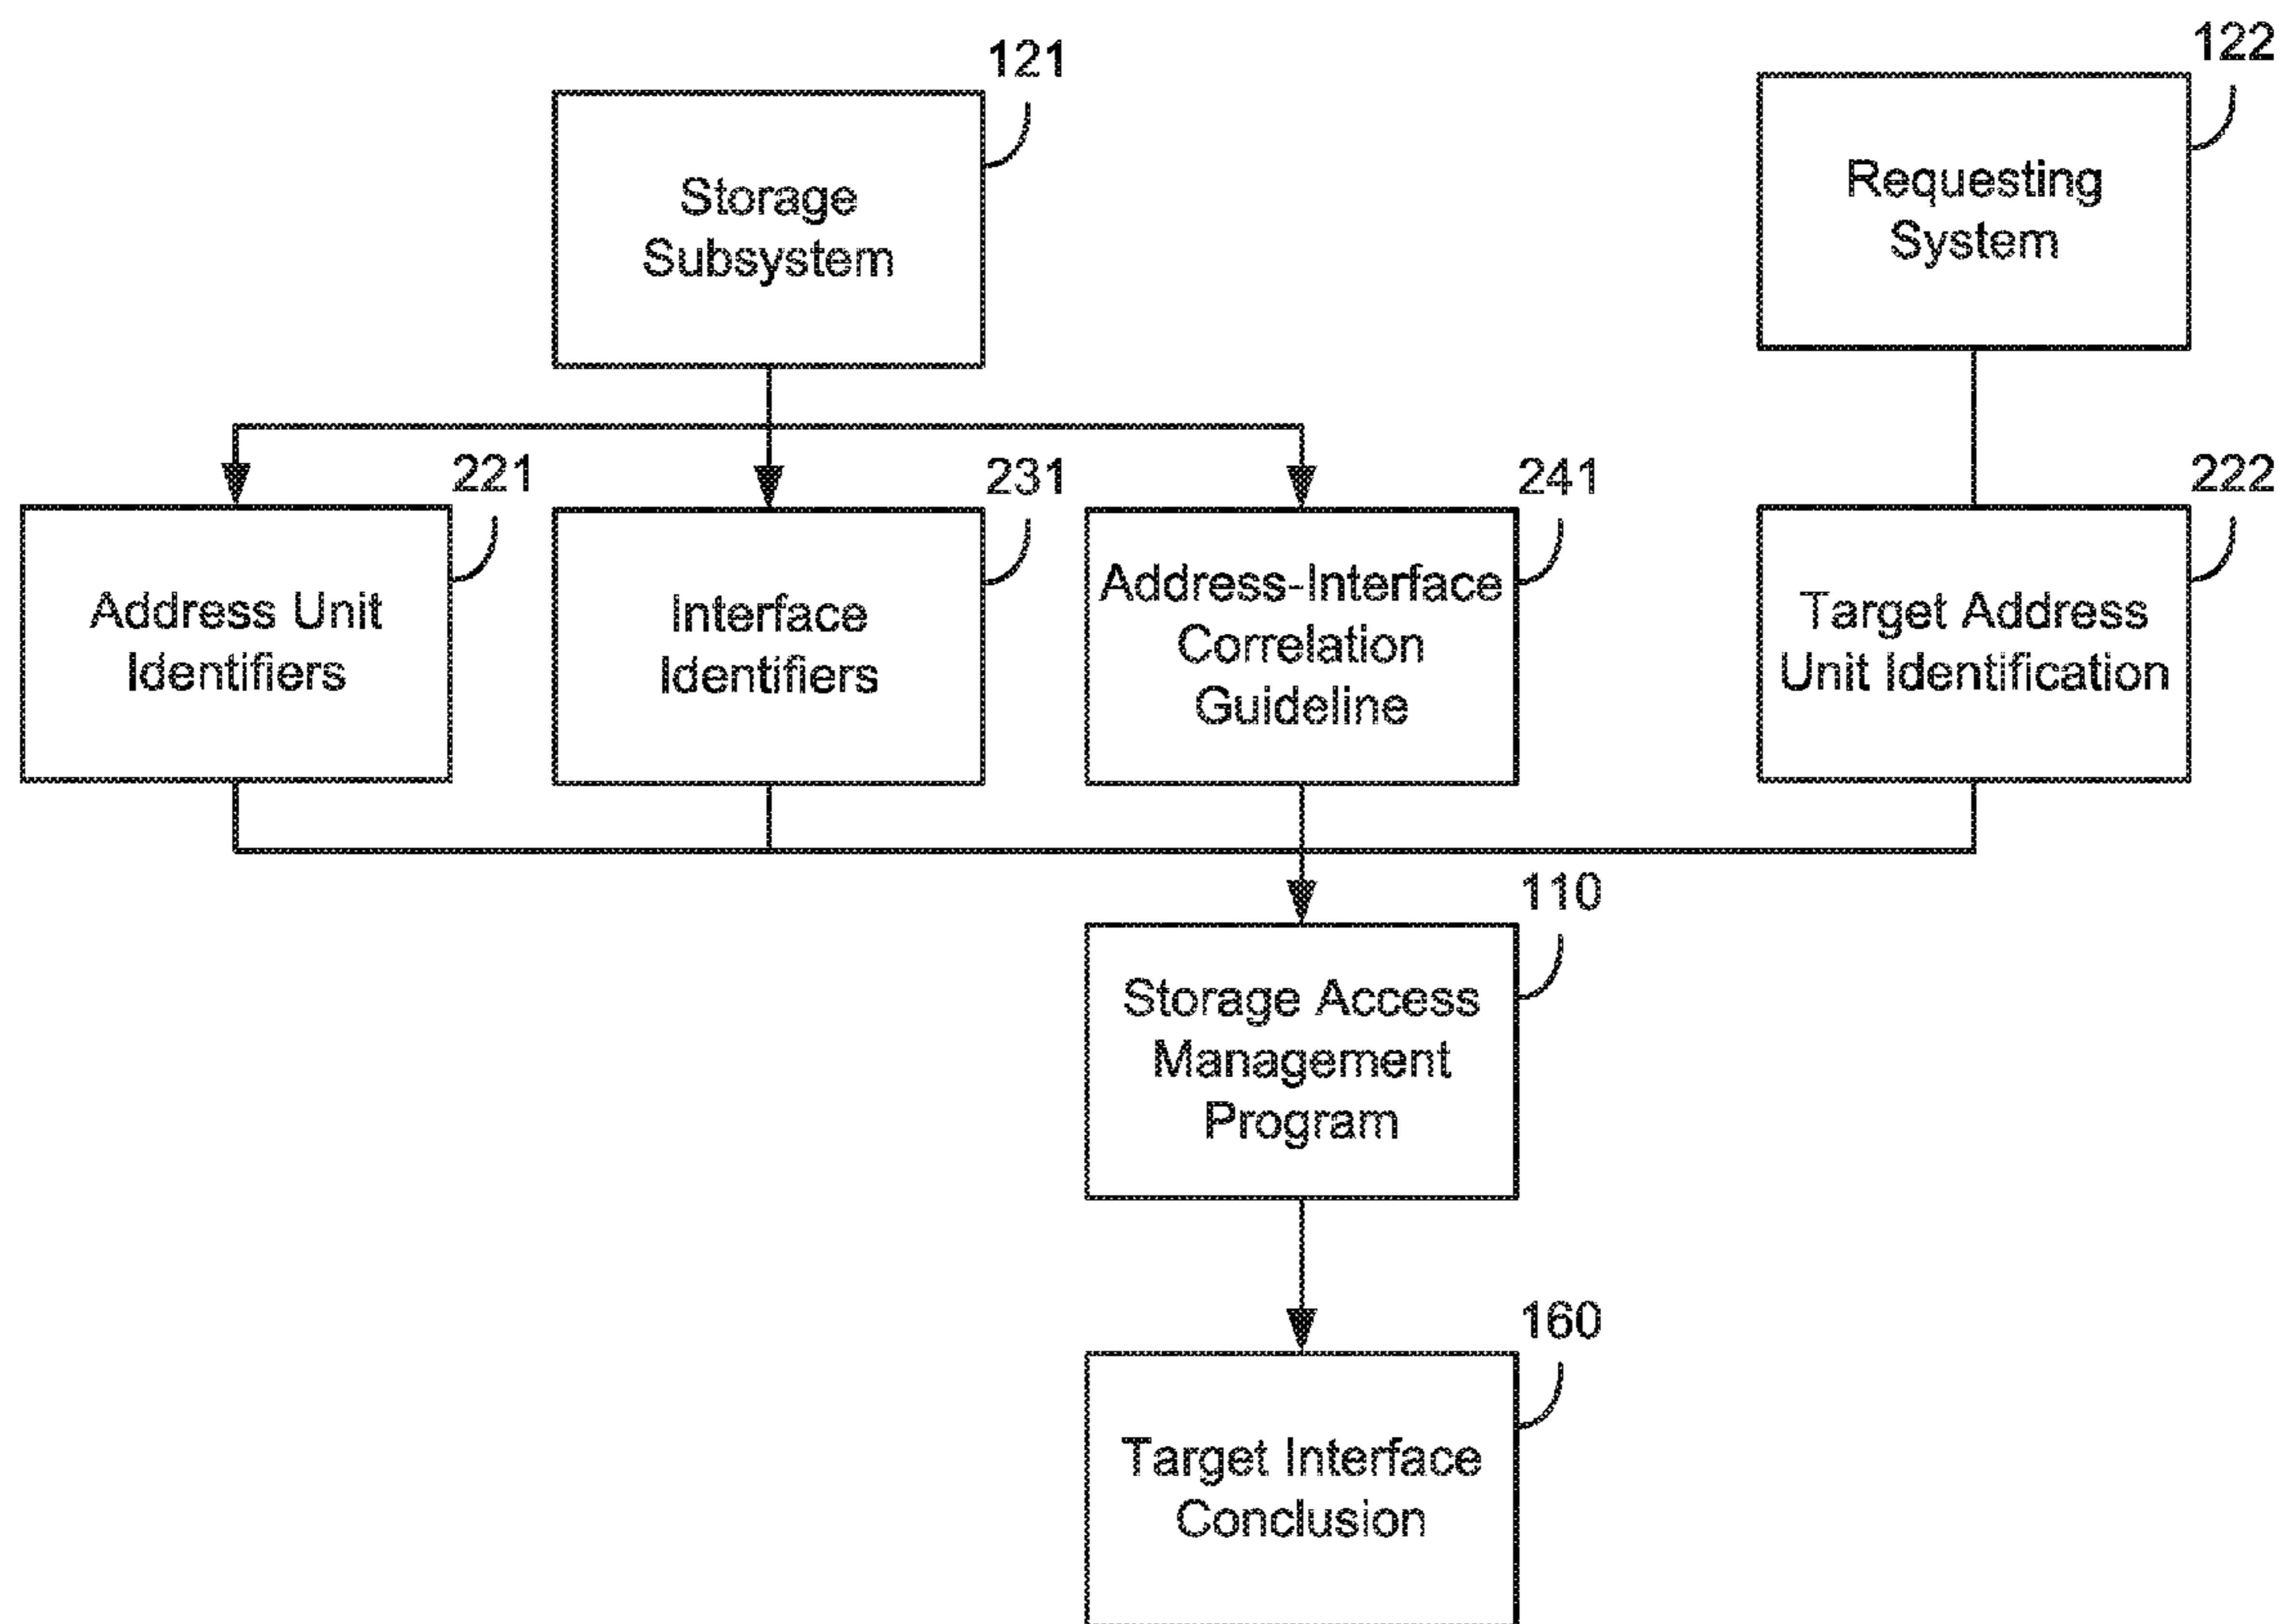 121
122
Storage
Subsystem
Requesting
System
221
231
241
222
Address Unit
Identifiers
Interface
Identifiers
Address-Interface
Correlation
Guideline
Target Address
Unit Identification
110
Storage Access
Management
Program
160
Target Interface
Conclusion